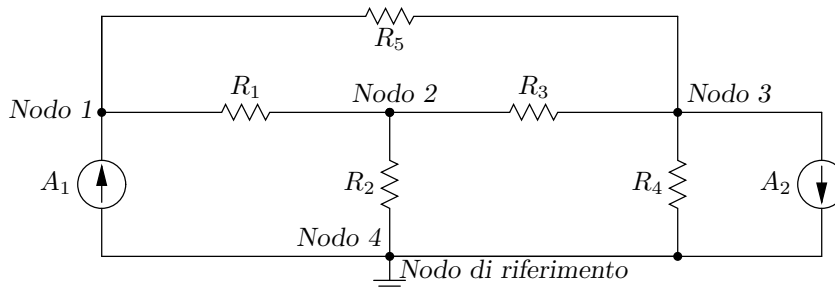 R5
R1
R3
Nodo 1
Nodo 2
Nodo 3
A1
R2
R4
A2
Nodo 4
Nodo di riferimento